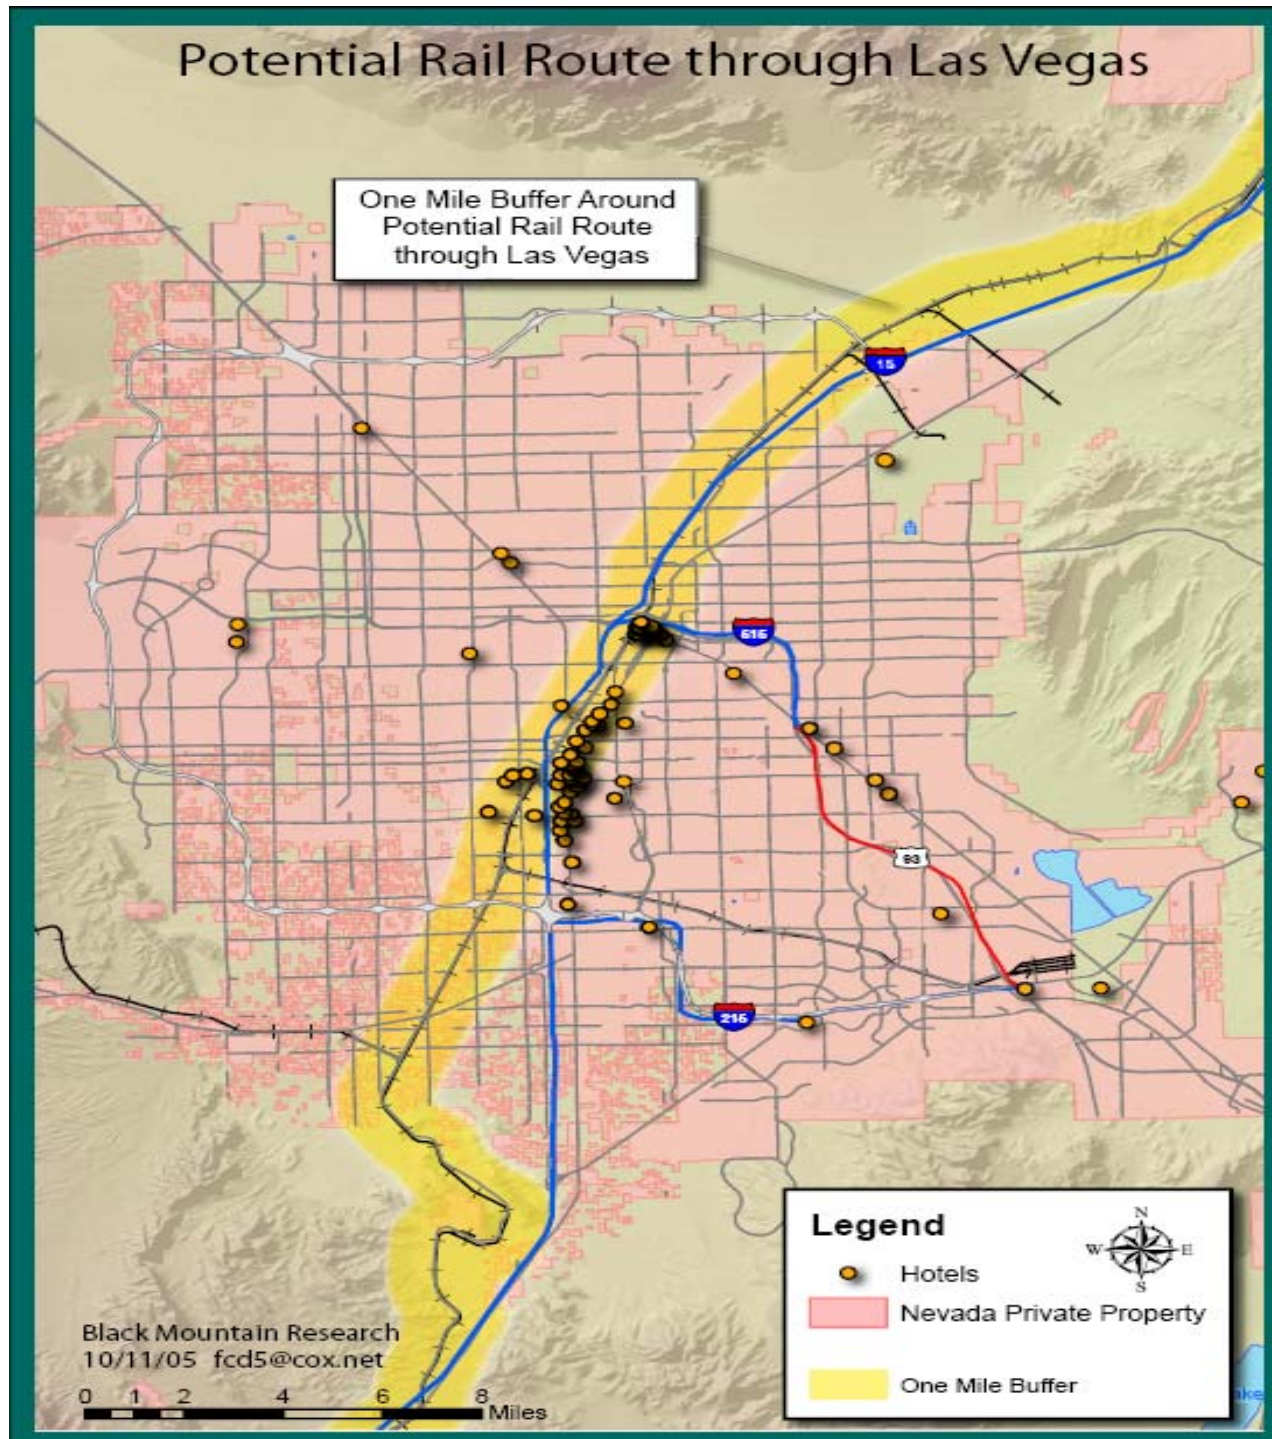 Potential Rail Route through Las Vegas
One Mile Buffer Around
Potential Rail Route
through Las Vegas
15
515
93
215
Legend
N
W E
S
Hotels
Nevada Private Property
One Mile Buffer
Black Mountain Research
10/11/05 fcd5@cox.net
0 1 2 4 6 8
Miles